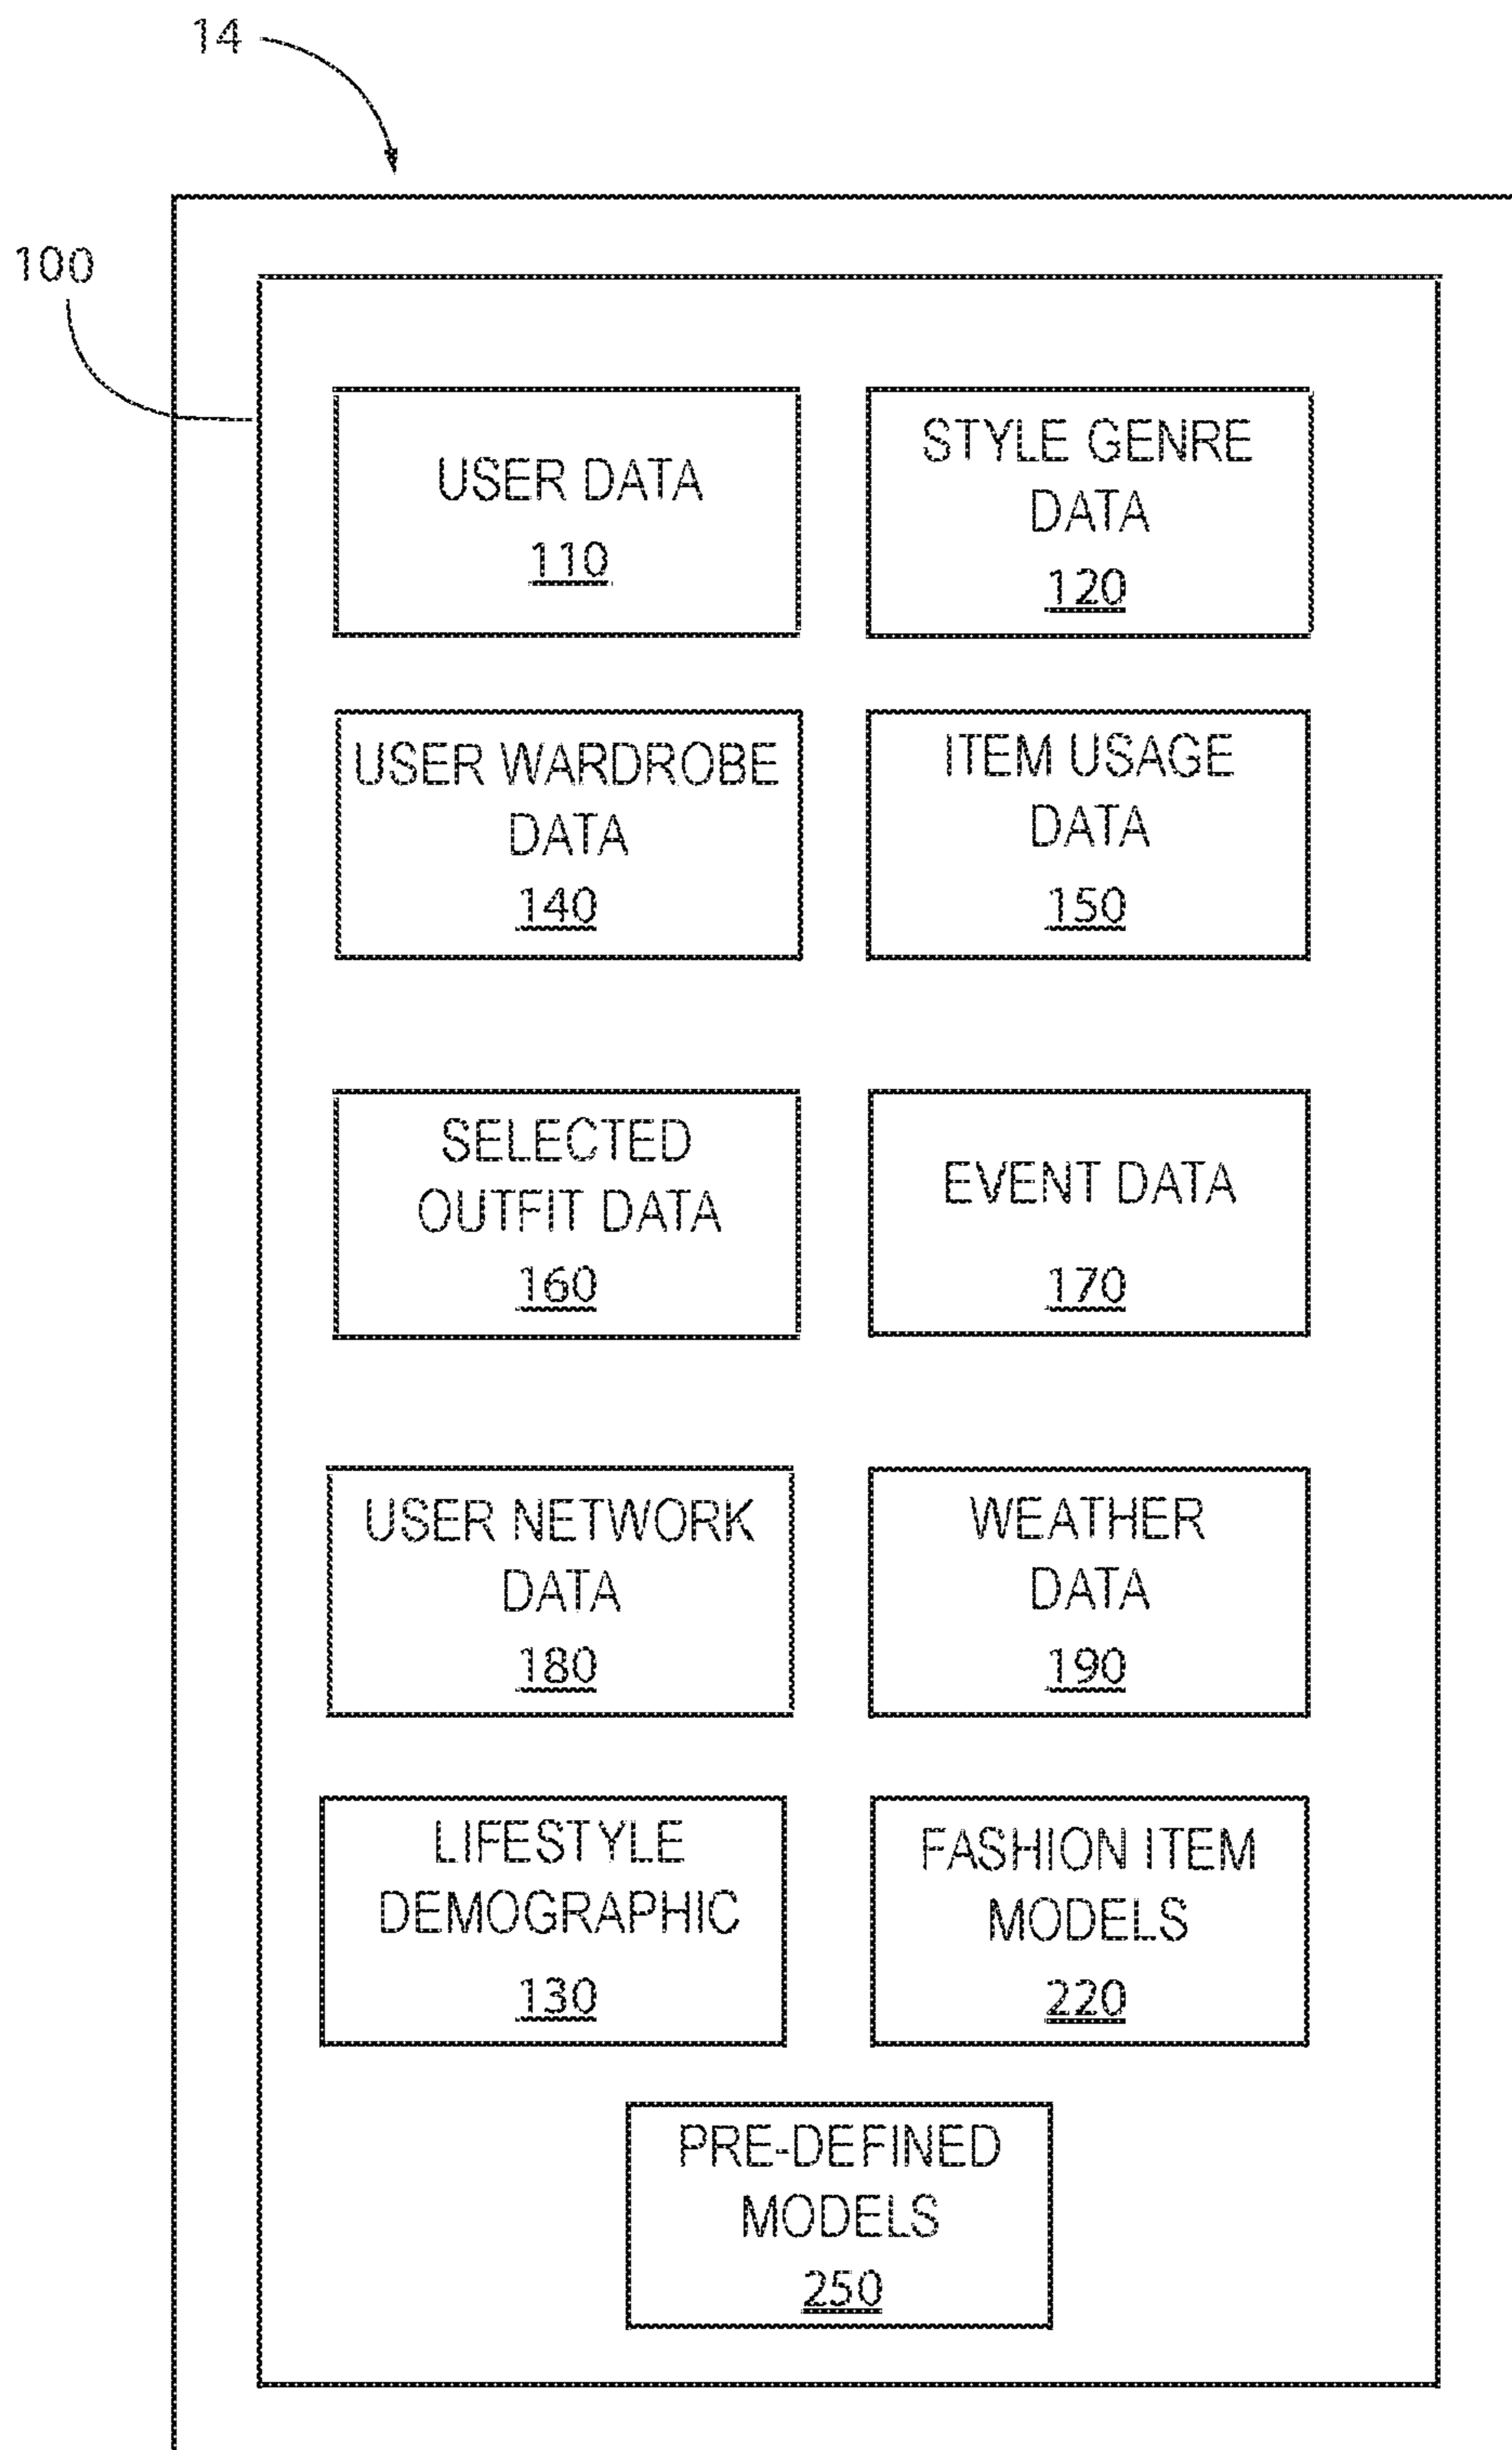 14
100
USER DATA
110
STYLE GENRE
DATA
120
USER WARDROBE
DATA
140
ITEM USAGE
DATA
150
SELECTED
OUTFIT DATA
160
EVENT DATA
170
USER NETWORK
DATA
180
WEATHER
DATA
190
LIFESTYLE
DEMOGRAPHIC
130
FASHION ITEM
MODELS
220
PRE-DEFINED
MODELS
250